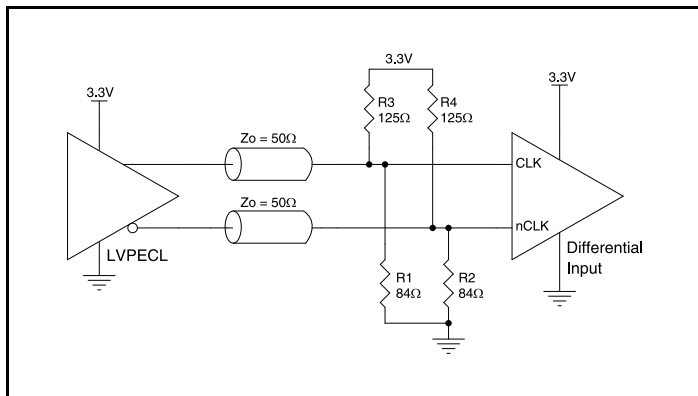 3.3V
3.3V
3.3V
R3
125Ω
R4
125Ω
Zo = 50Ω
CLK
Zo = 50Ω
nCLK
LVPECL
Differential
Input
R1
84Ω
R2
84Ω